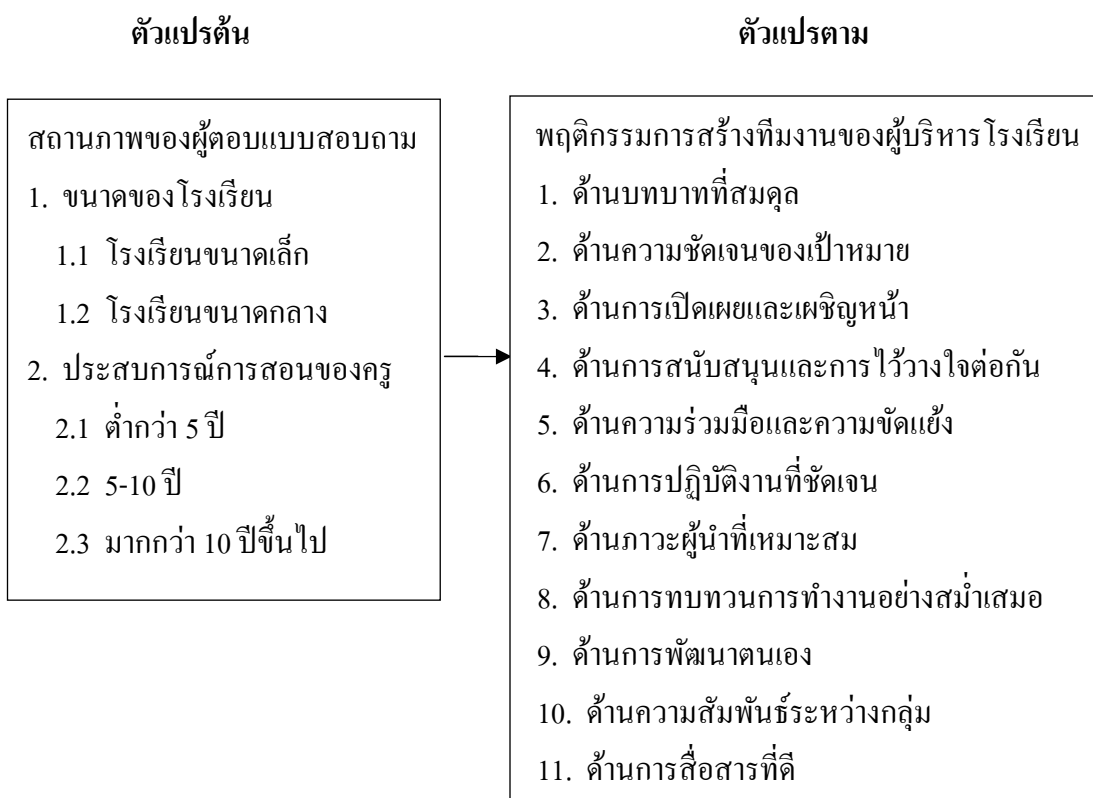 ตัวแปรต้น
ตัวแปรตาม
สถานภาพของผู้ตอบแบบสอบถาม
1. ขนาดของโรงเรียน
1.1 โรงเรียนขนาดเล็ก
1.2 โรงเรียนขนาดกลาง
2. ประสบการณ์การสอนของครู
2.1 ต่ำกว่า 5 ปี
2.2 5-10 ปี
2.3 มากกว่า 10 ปีขึ้นไป
พฤติกรรมการสร้างทีมงานของผู้บริหารโรงเรียน
1. ด้านบทบาทที่สมดุล
2. ด้านความชัดเจนของเป้าหมาย
3. ด้านการเปิดเผยและเผชิญหน้า
4. ด้านการสนับสนุนและการไว้วางใจต่อกัน
5. ด้านความร่วมมือและความขัดแย้ง
6. ด้านการปฏิบัติงานที่ชัดเจน
7. ด้านภาวะผู้นำที่เหมาะสม
8. ด้านการทบทวนการทำงานอย่างสม่ำเสมอ
9. ด้านการพัฒนาตนเอง
10. ด้านความสัมพันธ์ระหว่างกลุ่ม
11. ด้านการสื่อสารที่ดี